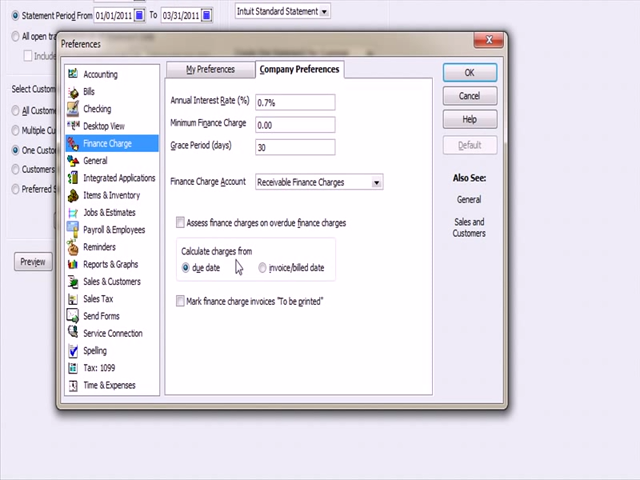 Statement Period From 01/01/2011 To 03/31/2011
Intuit Standard Statement
All open tra
Include
Select Custom
All Custome
Multiple Cu
One Custo
Customers
Preferred S
Preview
Preferences
Accounting
Bills
Checking
Desktop View
Finance Charge
General
Integrated Applications
Items & Inventory
Jobs & Estimates
Payroll & Employees
Reminders
Reports & Graphs
Sales & Customers
Sales Tax
Send Forms
Service Connection
Spelling
Tax: 1099
Time & Expenses
My Preferences
Company Preferences
Annual Interest Rate (%) 0.7%
Minimum Finance Charge 0.00
Grace Period (days) 30
Finance Charge Account Receivable Finance Charges
Assess finance charges on overdue finance charges
Calculate charges from
due date invoice/billed date
Mark finance charge invoices "To be printed"
OK
Cancel
Help
Default
Also See:
General
Sales and
Customers